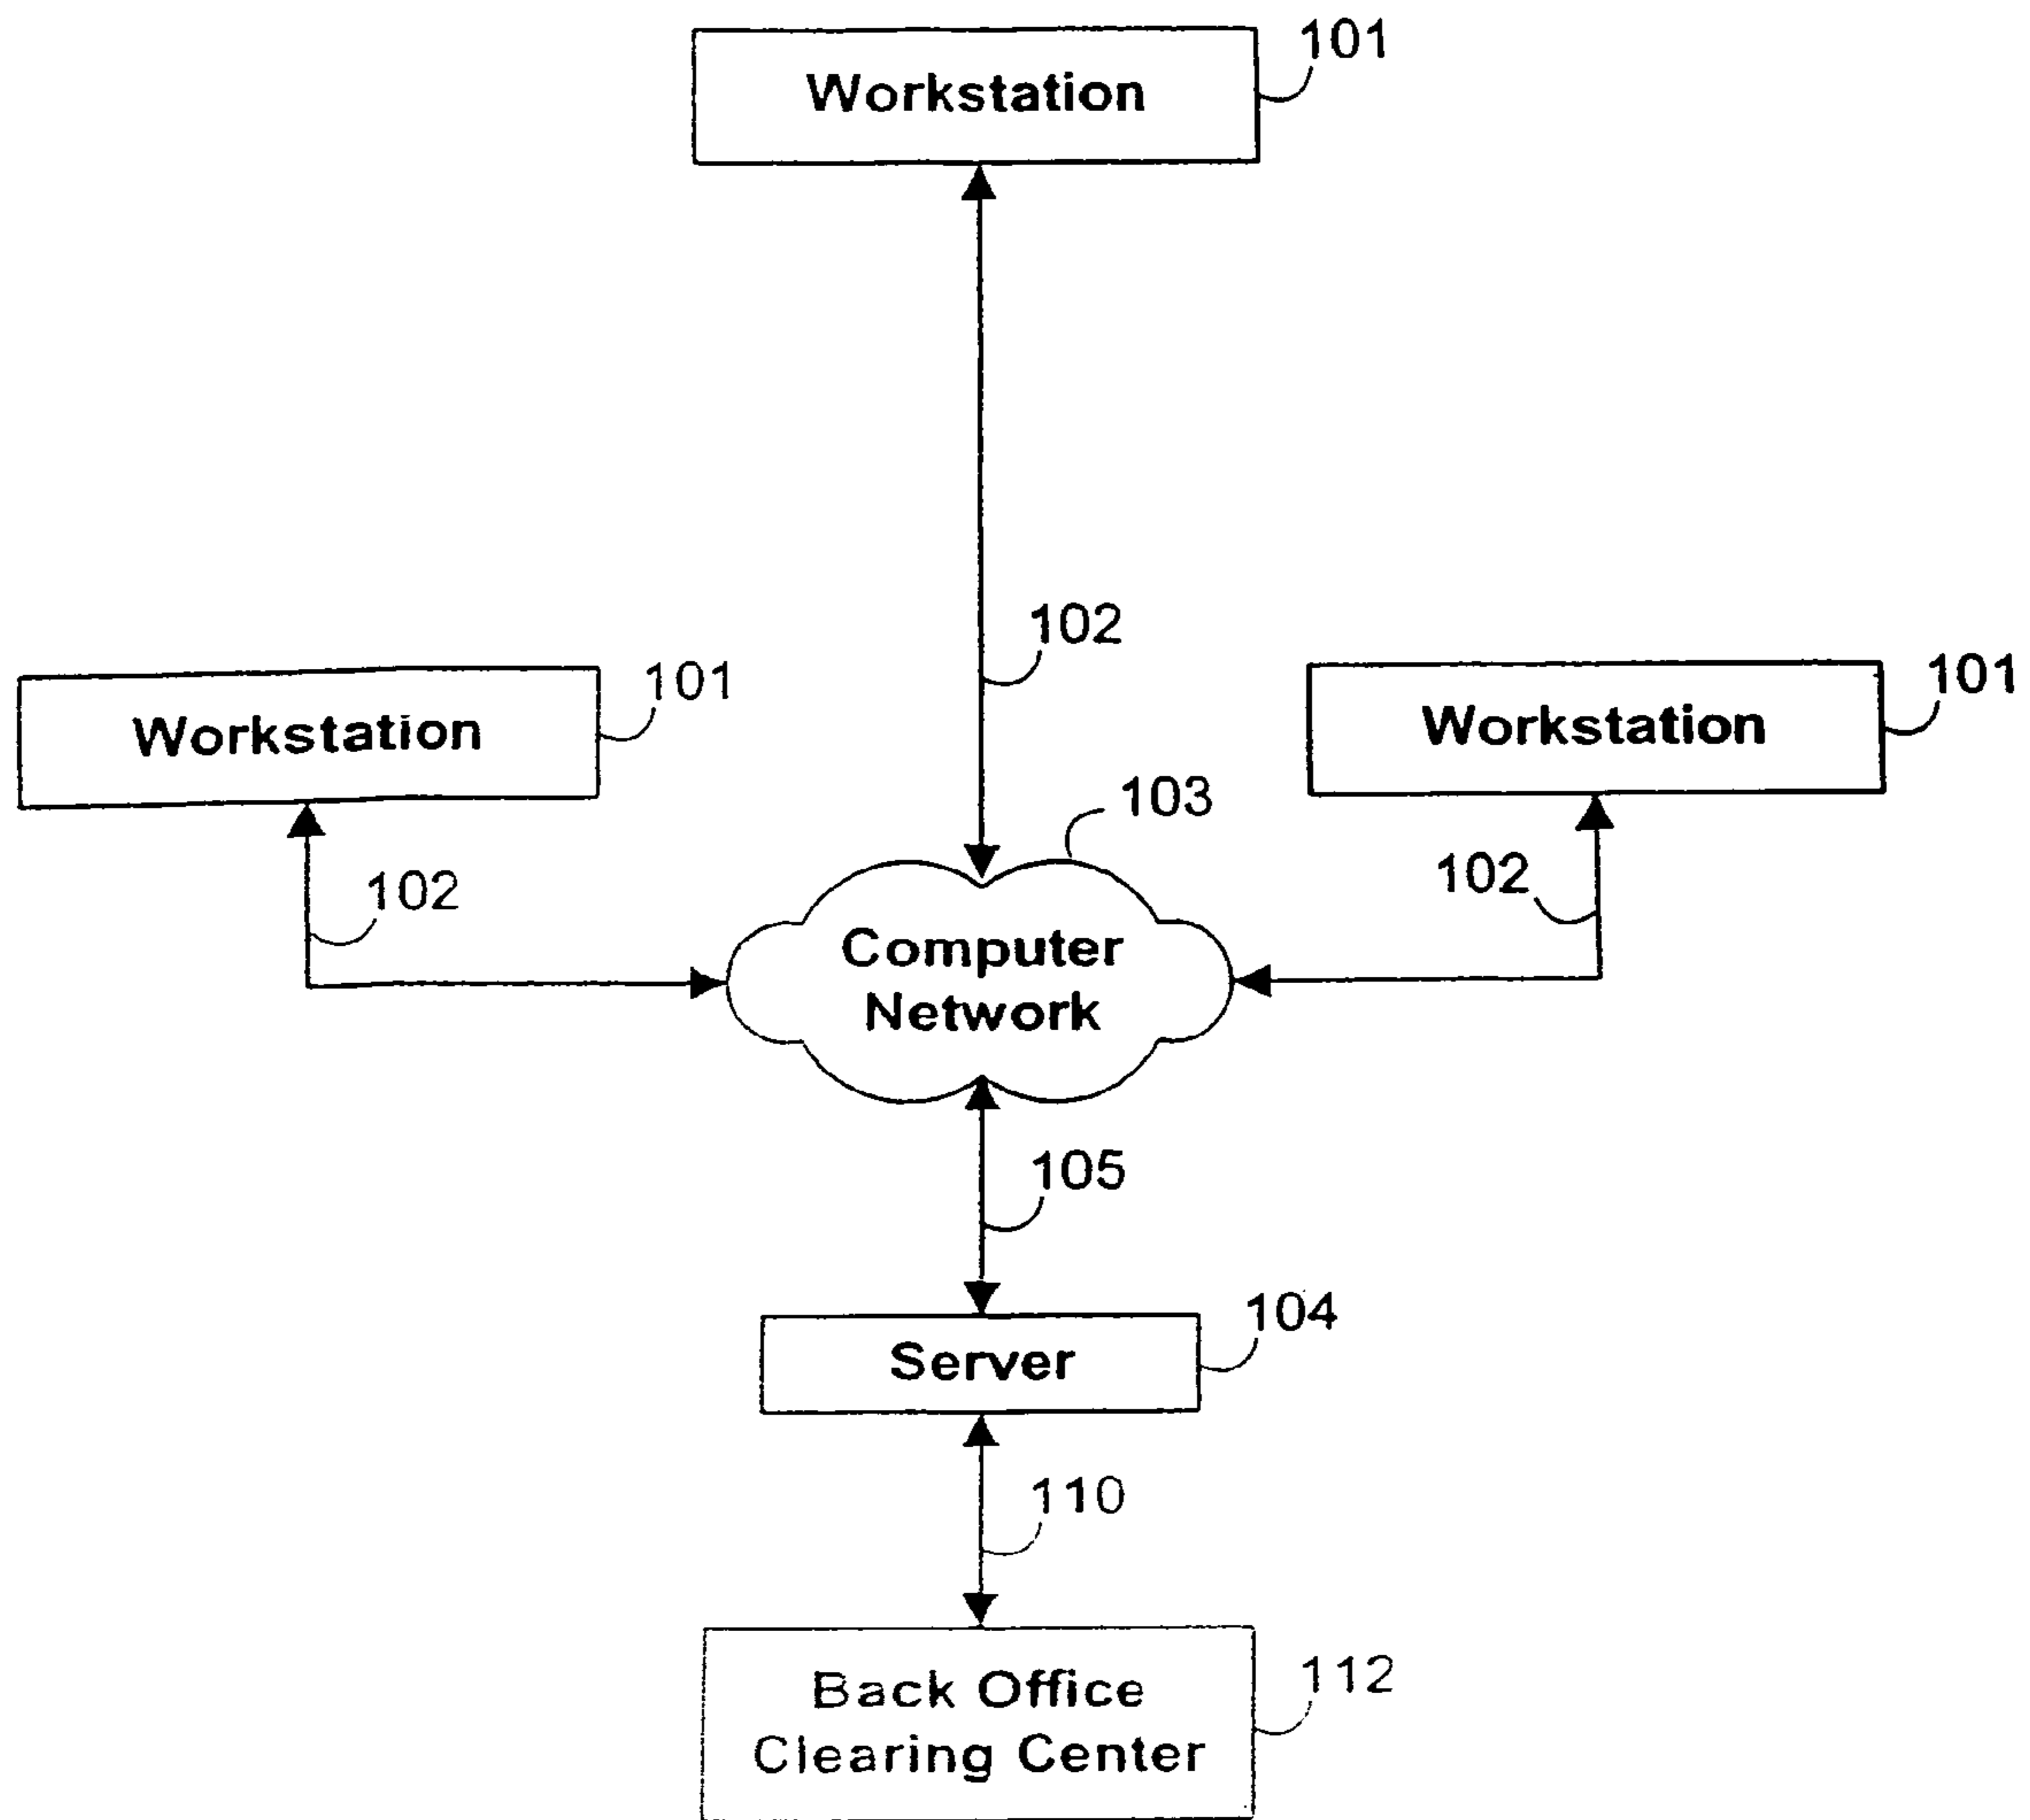 101
Workstation
102
101
Workstation
101
Workstation
103
102
102
Computer
Network
105
104
Server
110
112
Back Office
Clearing Center